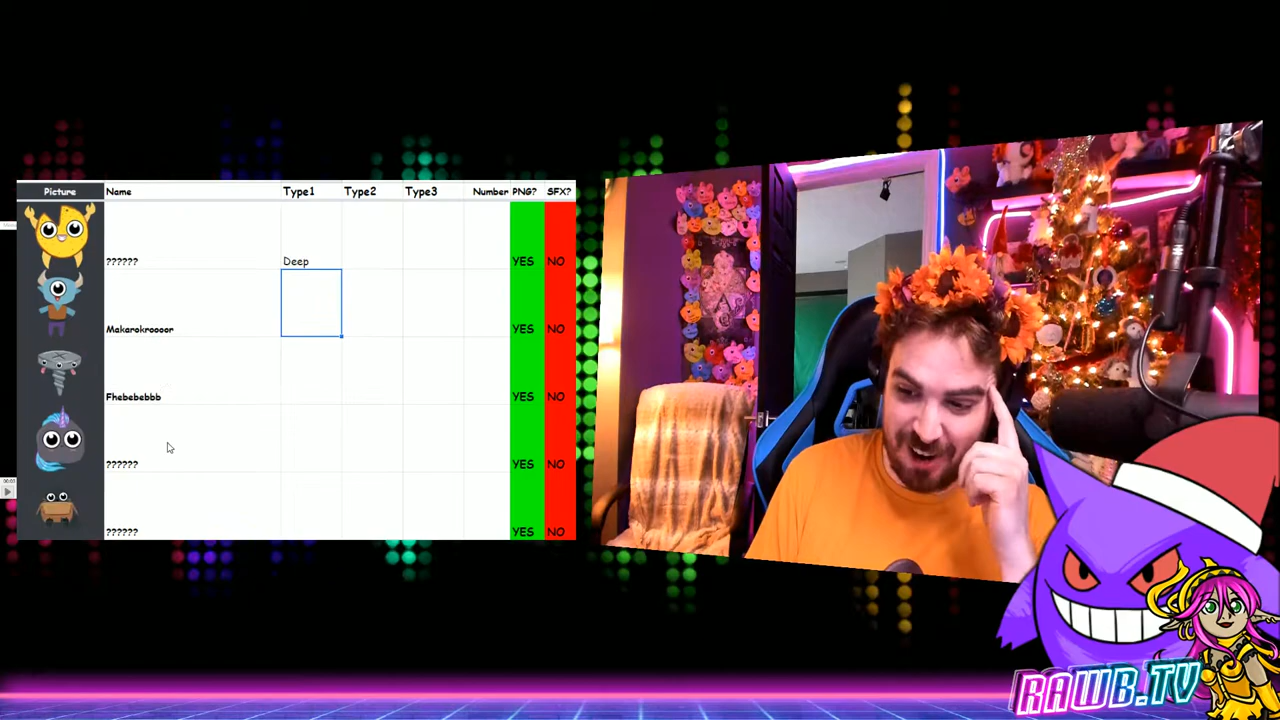 Picture Name Type1 Type2 Type3 Number PNG? SFX?
?????? Deep YES NO
Makarokroooor YES NO
Fhebebebbb YES NO
?????? YES NO
?????? YES NO
RAWB.TV